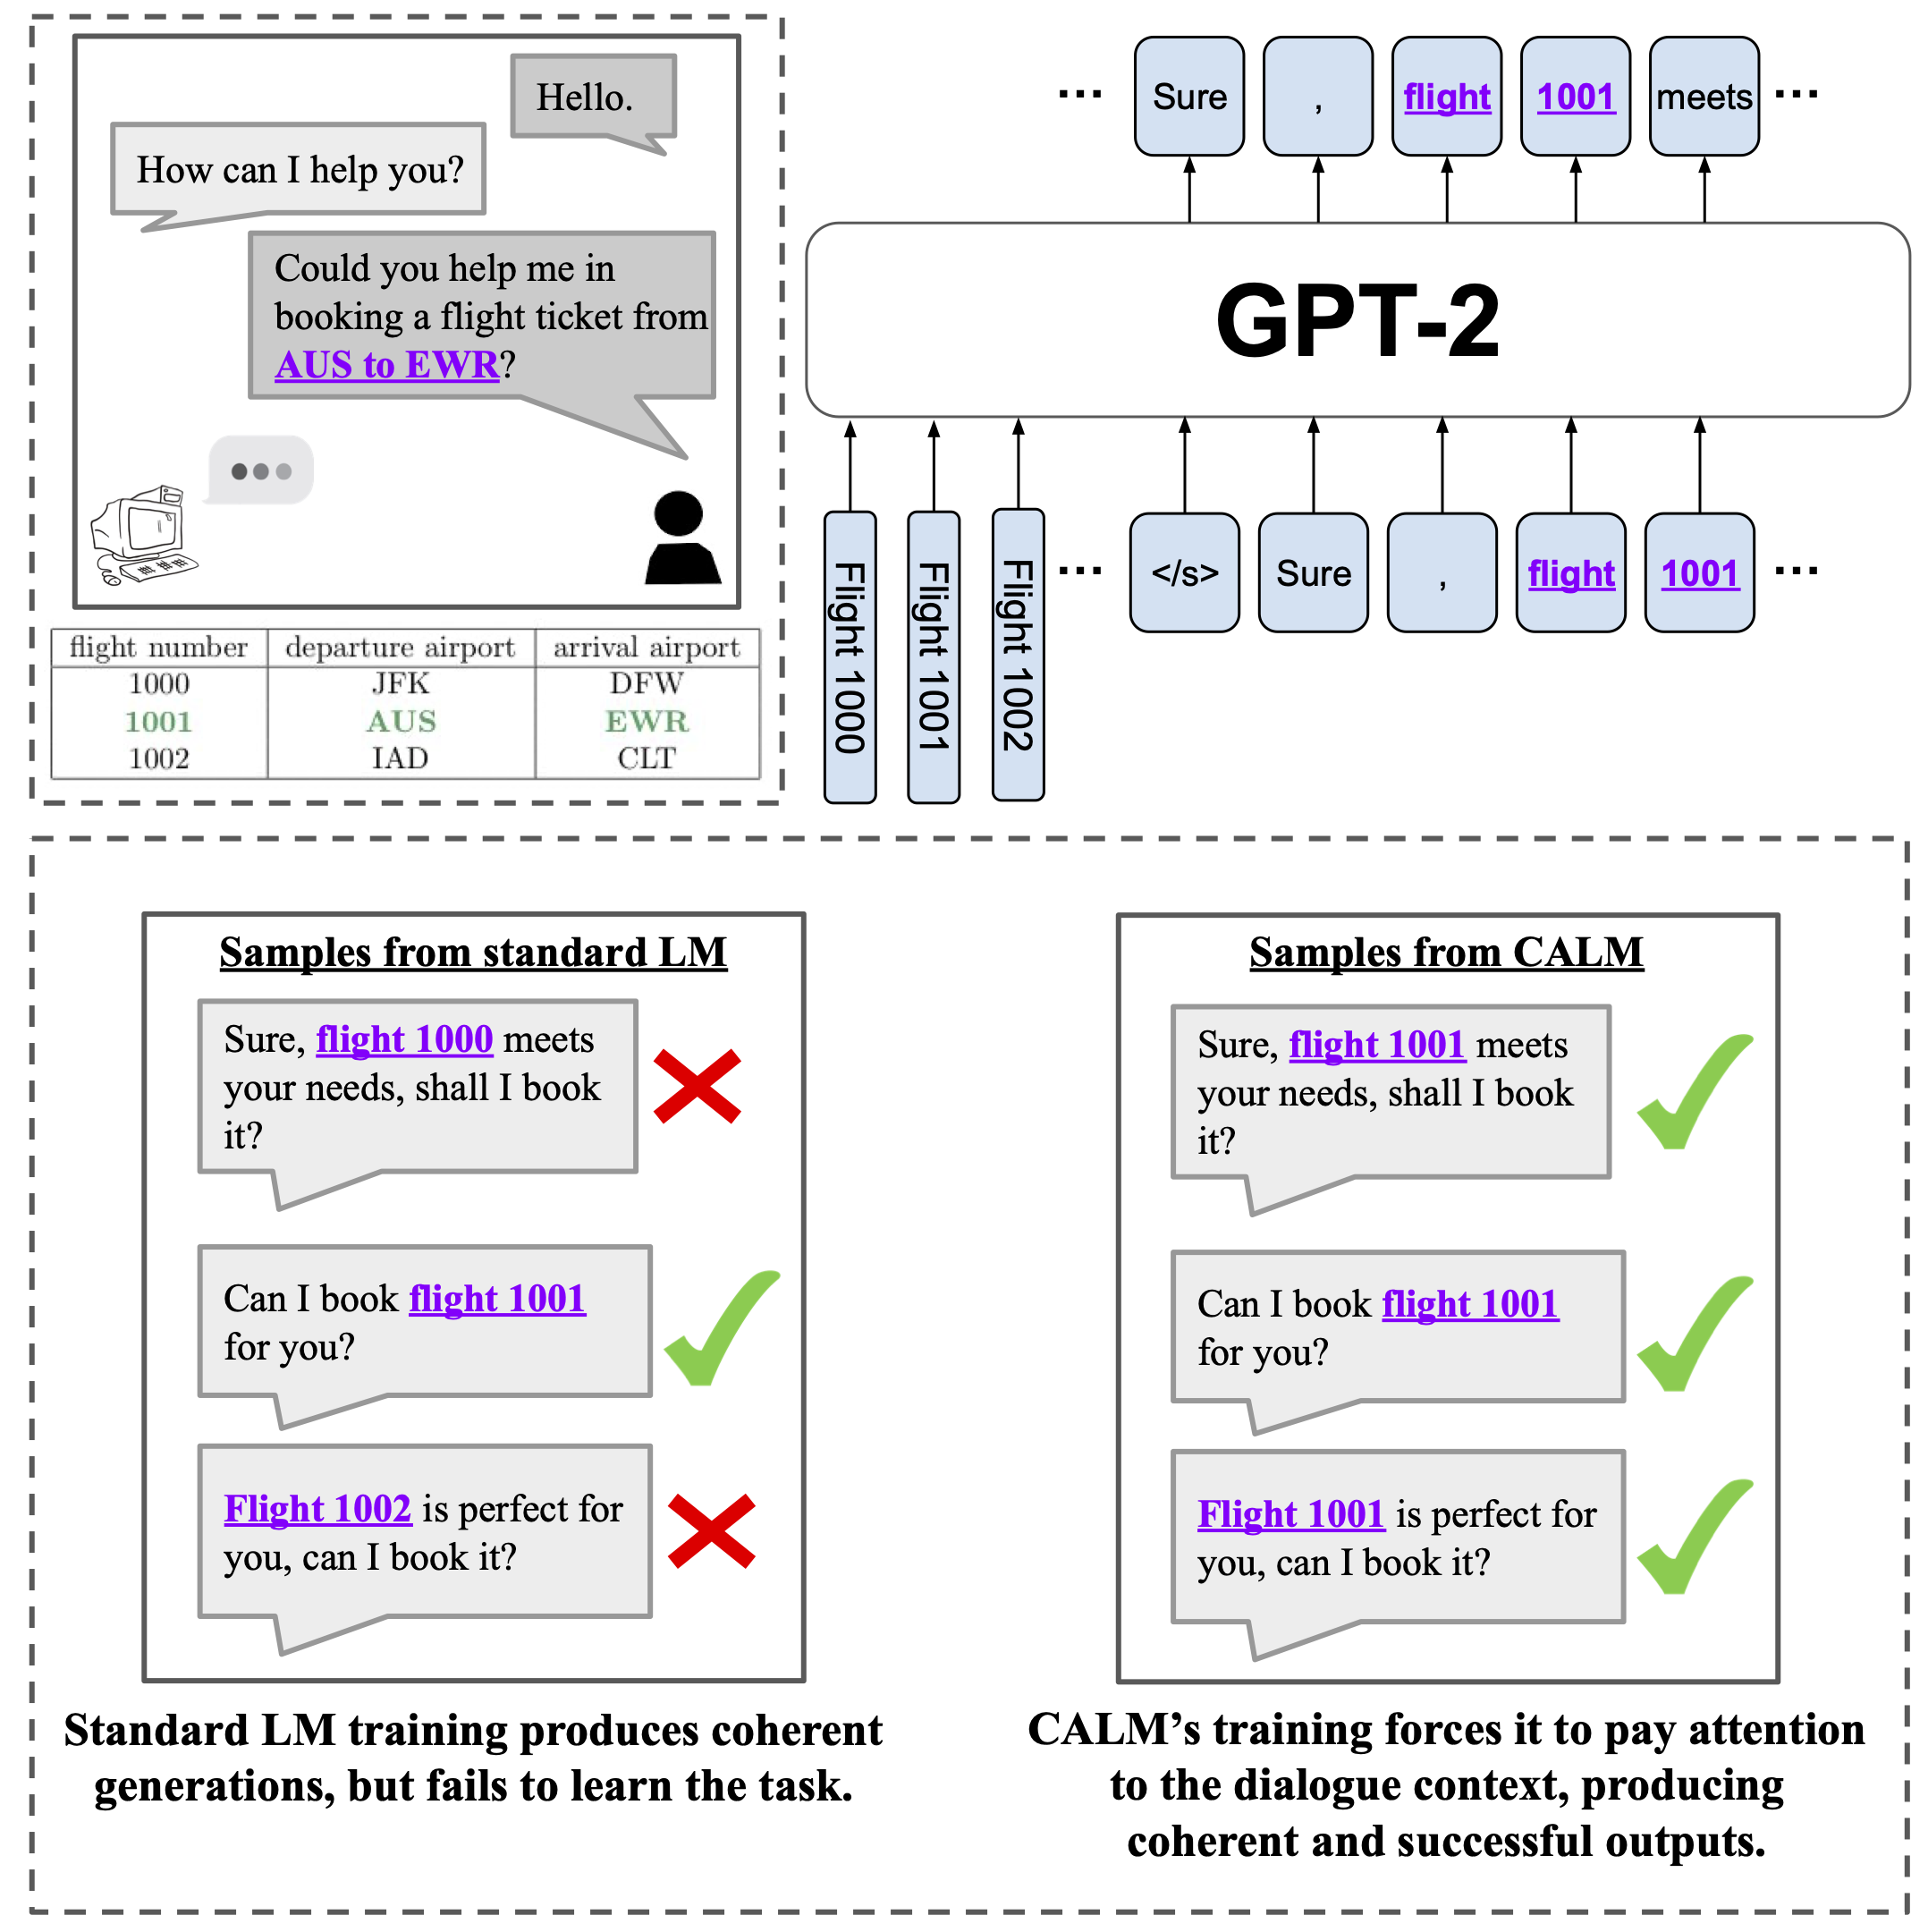 Hello.
How can I help you?
Could you help me in
booking a flight ticket from
AUS to EWR?
flight number departure airport arrival airport
1000 JFK DFW
1001 AUS EWR
1002 IAD CLT
... Sure , flight 1001 meets ...
GPT-2
Flight 1000
Flight 1001
Flight 1002
... </s> Sure , flight 1001 ...
Samples from standard LM
Sure, flight 1000 meets
your needs, shall I book
it?
Can I book flight 1001
for you?
Flight 1002 is perfect for
you, can I book it?
Standard LM training produces coherent
generations, but fails to learn the task.
Samples from CALM
Sure, flight 1001 meets
your needs, shall I book
it?
Can I book flight 1001
for you?
Flight 1001 is perfect for
you, can I book it?
CALM’s training forces it to pay attention
to the dialogue context, producing
coherent and successful outputs.